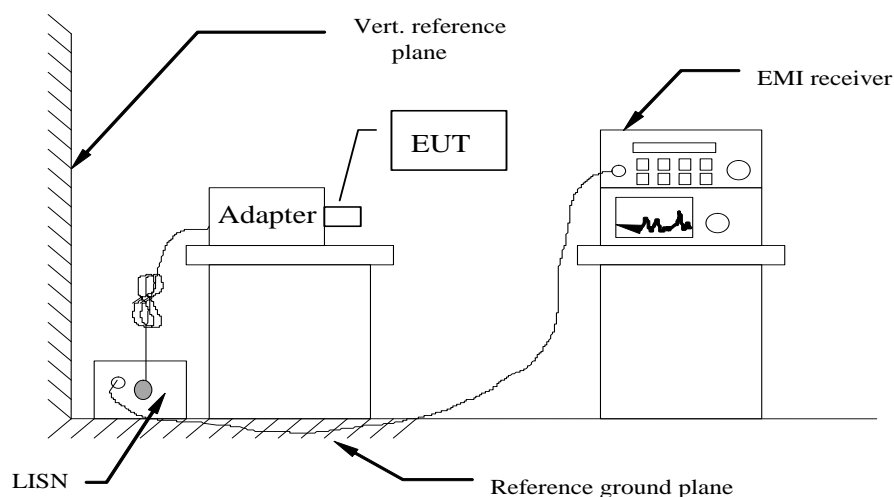 Vert. reference
plane
EMI receiver
EUT
Adapter
LISN
Reference ground plane